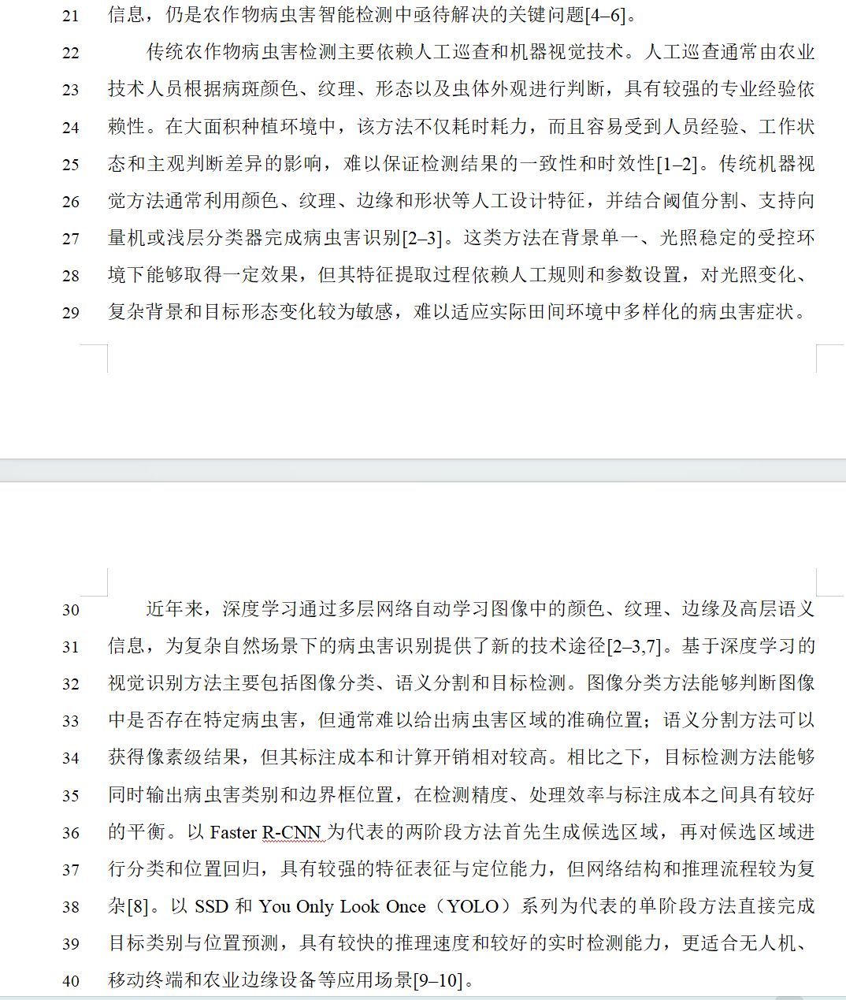 21 信息，仍是农作物病虫害智能检测中亟待解决的关键问题[4–6]。
22 传统农作物病虫害检测主要依赖人工巡查和机器视觉技术。人工巡查通常由农业
23 技术人员根据病斑颜色、纹理、形态以及虫体外观进行判断，具有较强的专业经验依
24 赖性。在大面积种植环境中，该方法不仅耗时耗力，而且容易受到人员经验、工作状
25 态和主观判断差异的影响，难以保证检测结果的一致性和时效性[1–2]。传统机器视
26 觉方法通常利用颜色、纹理、边缘和形状等人工设计特征，并结合阈值分割、支持向
27 量机或浅层分类器完成病虫害识别[2–3]。这类方法在背景单一、光照稳定的受控环
28 境下能够取得一定效果，但其特征提取过程依赖人工规则和参数设置，对光照变化、
29 复杂背景和目标形态变化较为敏感，难以适应实际田间环境中多样化的病虫害症状。
30 近年来，深度学习通过多层网络自动学习图像中的颜色、纹理、边缘及高层语义
31 信息，为复杂自然场景下的病虫害识别提供了新的技术途径[2–3,7]。基于深度学习的
32 视觉识别方法主要包括图像分类、语义分割和目标检测。图像分类方法能够判断图像
33 中是否存在特定病虫害，但通常难以给出病虫害区域的准确位置；语义分割方法可以
34 获得像素级结果，但其标注成本和计算开销相对较高。相比之下，目标检测方法能够
35 同时输出病虫害类别和边界框位置，在检测精度、处理效率与标注成本之间具有较好
36 的平衡。以 Faster R-CNN 为代表的两阶段方法首先生成候选区域，再对候选区域进
37 行分类和位置回归，具有较强的特征表征与定位能力，但网络结构和推理流程较为复
38 杂[8]。以 SSD 和 You Only Look Once（YOLO）系列为代表的单阶段方法直接完成
39 目标类别与位置预测，具有较快的推理速度和较好的实时检测能力，更适合无人机、
40 移动终端和农业边缘设备等应用场景[9–10]。